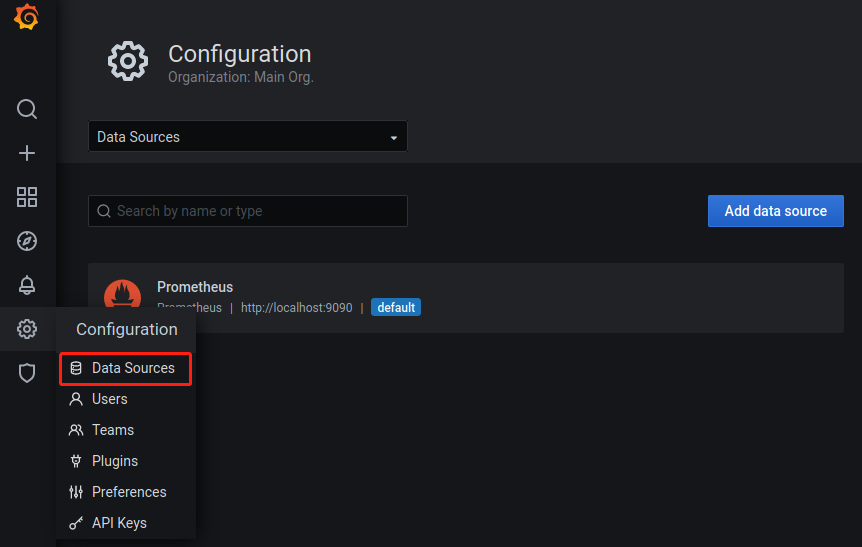 Configuration
Organization: Main Org.
Data Sources
Search by name or type
Add data source
Prometheus
Prometheus | http://localhost:9090 | default
Configuration
Data Sources
Users
Teams
Plugins
Preferences
API Keys